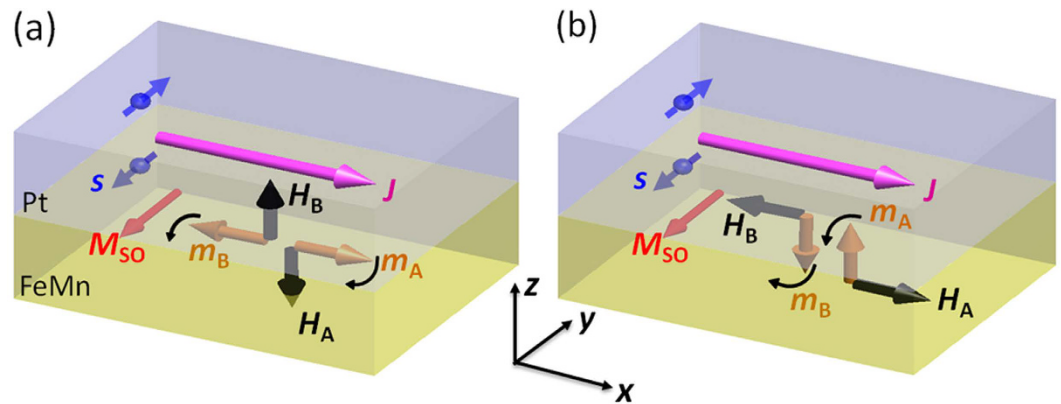 (a)
(b)
s
J
Pt
H_B
M_SO
m_B
m_A
FeMn
H_A
s
J
m_A
H_B
M_SO
m_B
H_A
z
y
x